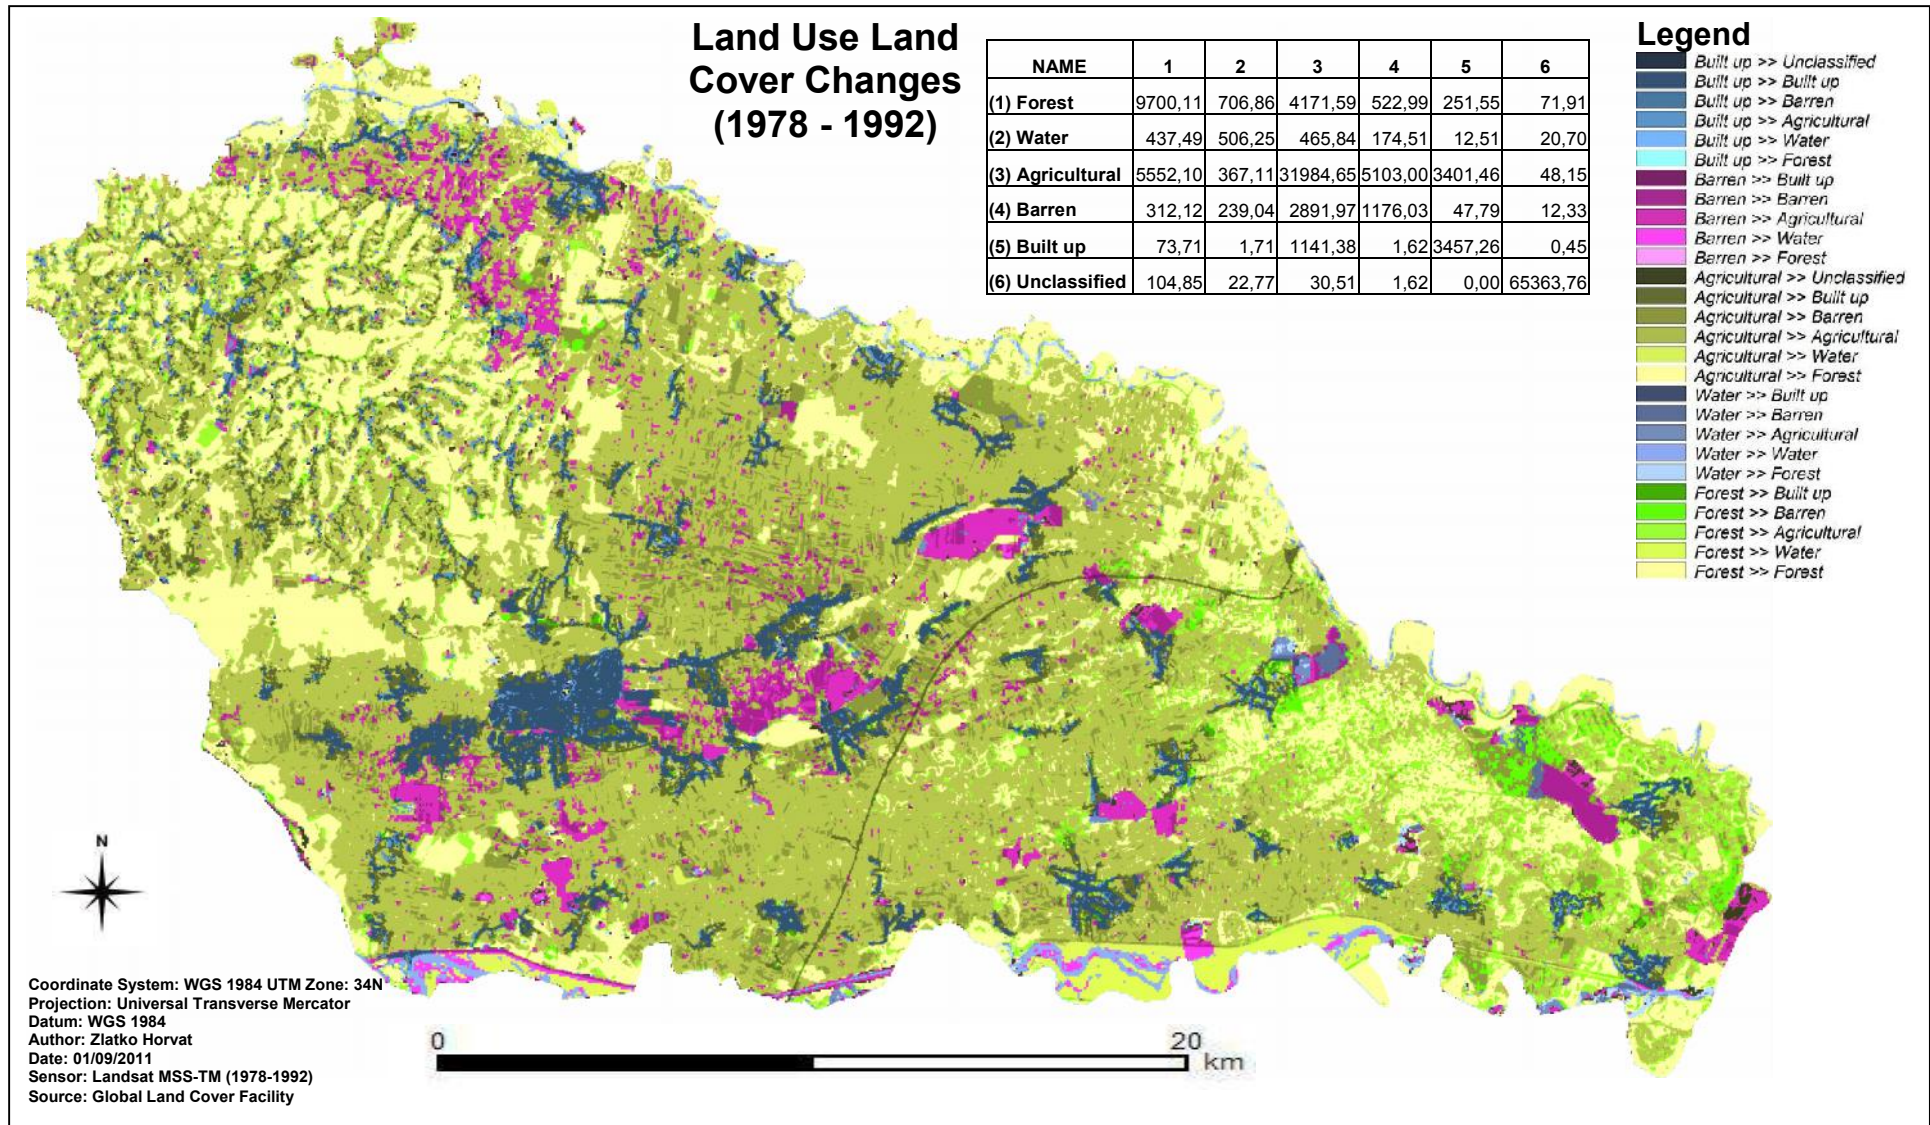 Land Use Land
Cover Changes
(1978 - 1992)
NAME 1 2 3 4 5 6
(1) Forest 9700,11 706,86 4171,59 522,99 251,55 71,91
(2) Water 437,49 506,25 465,84 174,51 12,51 20,70
(3) Agricultural 5552,10 367,11 31984,65 5103,00 3401,46 48,15
(4) Barren 312,12 239,04 2891,97 1176,03 47,79 12,33
(5) Built up 73,71 1,71 1141,38 1,62 3457,26 0,45
(6) Unclassified 104,85 22,77 30,51 1,62 0,00 65363,76
Legend
Built up >> Unclassified
Built up >> Built up
Built up >> Barren
Built up >> Agricultural
Built up >> Water
Built up >> Forest
Barren >> Built up
Barren >> Barren
Barren >> Agricultural
Barren >> Water
Barren >> Forest
Agricultural >> Unclassified
Agricultural >> Built up
Agricultural >> Barren
Agricultural >> Agricultural
Agricultural >> Water
Agricultural >> Forest
Water >> Built up
Water >> Barren
Water >> Agricultural
Water >> Water
Water >> Forest
Forest >> Built up
Forest >> Barren
Forest >> Agricultural
Forest >> Water
Forest >> Forest
N
Coordinate System: WGS 1984 UTM Zone: 34N
Projection: Universal Transverse Mercator
Datum: WGS 1984
Author: Zlatko Horvat
Date: 01/09/2011
Sensor: Landsat MSS-TM (1978-1992)
Source: Global Land Cover Facility
0 20
km